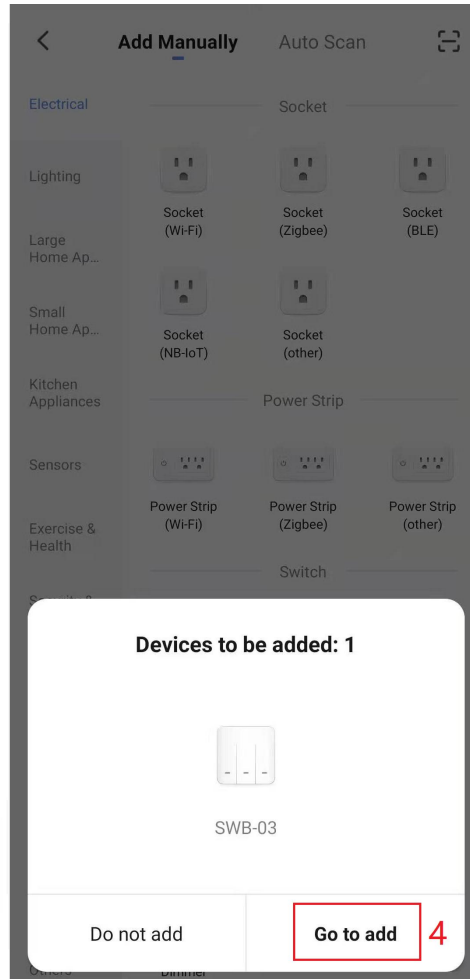 Add Manually
Auto Scan
Electrical
Socket
Lighting
Socket
(Wi-Fi)
Socket
(Zigbee)
Socket
(BLE)
Large
Home Ap...
Small
Home Ap...
Socket
(NB-IoT)
Socket
(other)
Kitchen
Appliances
Power Strip
Sensors
Power Strip
(Wi-Fi)
Power Strip
(Zigbee)
Power Strip
(other)
Exercise &
Health
Switch
Devices to be added: 1
SWB-03
Do not add
Go to add
4
Others
Dimmer